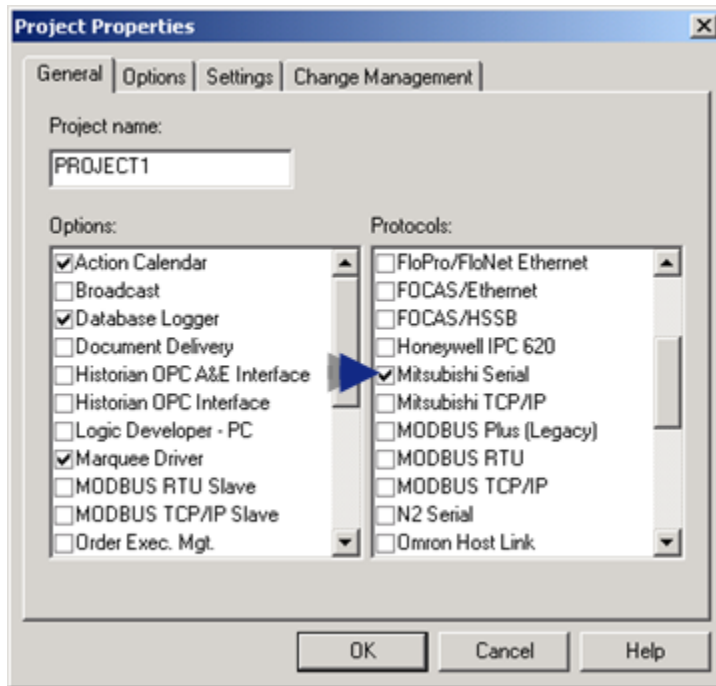 Project Properties
General Options Settings Change Management
Project name:
PROJECT1
Options:
Action Calendar
Broadcast
Database Logger
Document Delivery
Historian OPC A&E Interface
Historian OPC Interface
Logic Developer - PC
Marquee Driver
MODBUS RTU Slave
MODBUS TCP/IP Slave
Order Exec. Mgt.
Protocols:
FloPro/FloNet Ethernet
FOCAS/Ethernet
FOCAS/HSSB
Honeywell IPC 620
Mitsubishi Serial
Mitsubishi TCP/IP
MODBUS Plus (Legacy)
MODBUS RTU
MODBUS TCP/IP
N2 Serial
Omron Host Link
OK Cancel Help